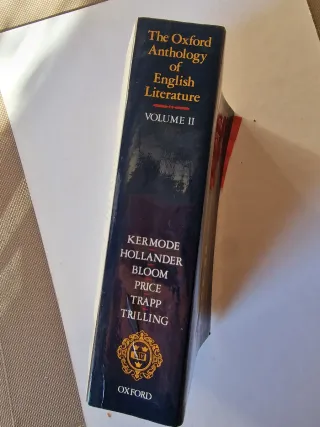 The Oxford
Anthology
of
English
Literature
VOLUME II
KERMODE
HOLLANDER
BLOOM
PRICE
TRAPP
TRILLING
OXFORD